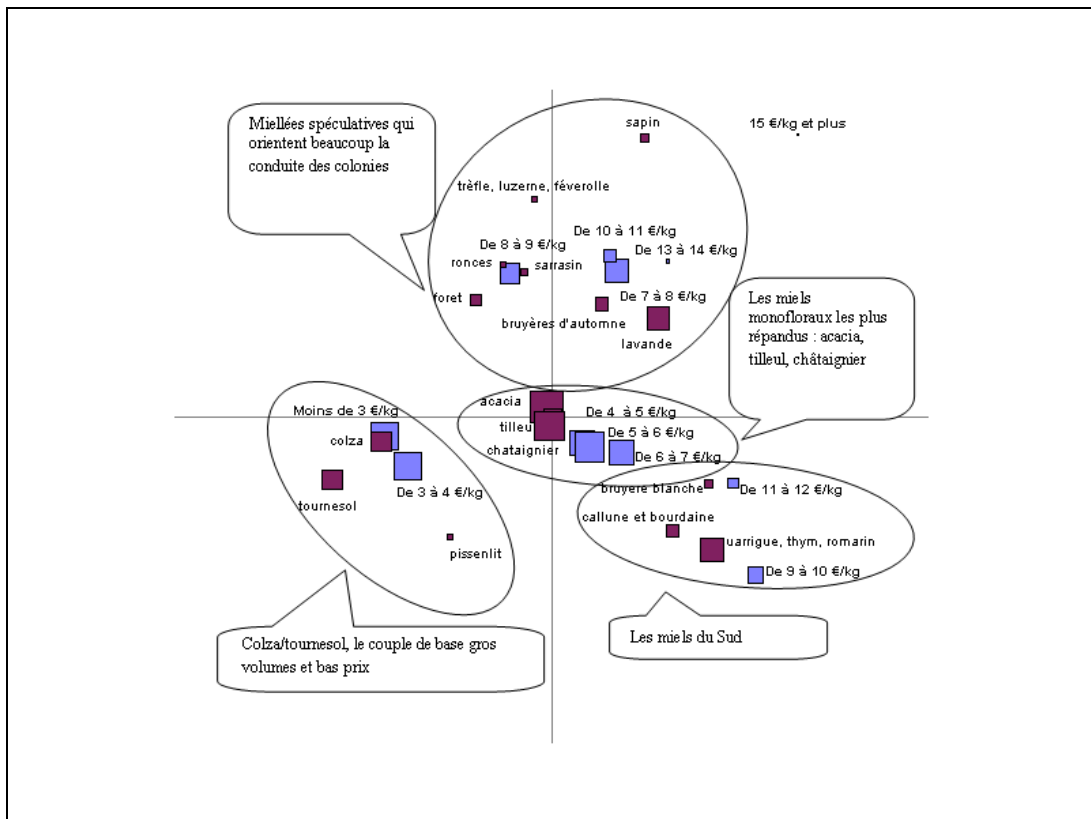 Miellées spéculatives qui
orientent beaucoup la
conduite des colonies
sapin
15 €/kg et plus
trèfle, luzerne, féverolle
De 10 à 11 €/kg
De 8 à 9 €/kg
De 13 à 14 €/kg
ronces
sarrasin
foret
De 7 à 8 €/kg
bruyères d'automne
lavande
Les miels
monofloraux les plus
répandus : acacia,
tilleul, châtaignier
acacia
Moins de 3 €/kg
De 4 à 5 €/kg
colza
tilleu
De 5 à 6 €/kg
chataignier
De 6 à 7 €/kg
bruyere blanche
De 11 à 12 €/kg
De 3 à 4 €/kg
tournesol
callune et bourdaine
uarrigue, thym, romarin
pissenlit
De 9 à 10 €/kg
Colza/tournesol, le couple de base gros
volumes et bas prix
Les miels du Sud